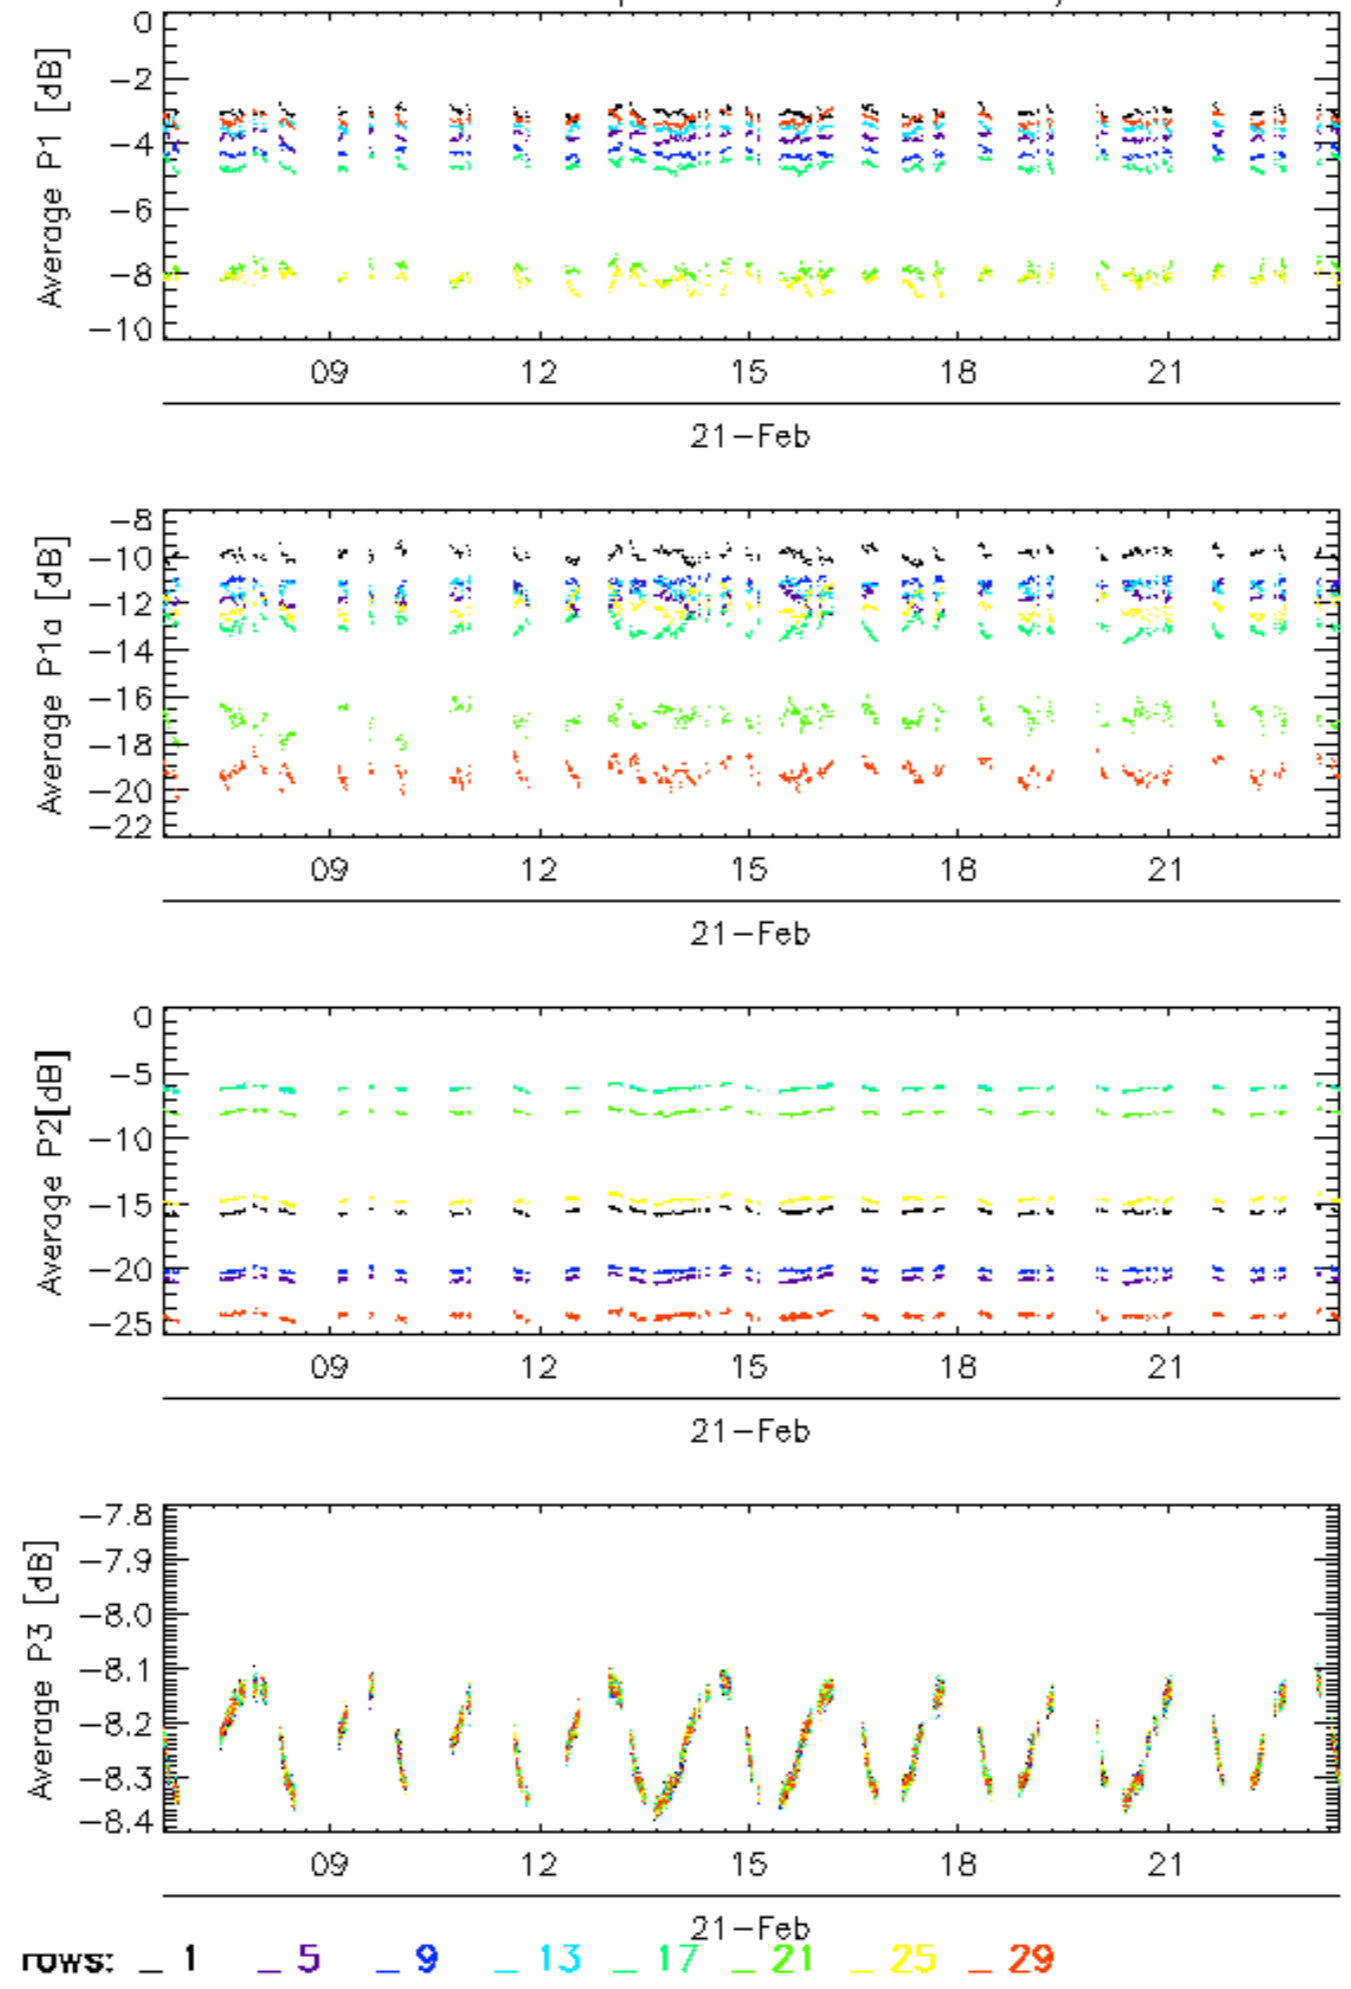 0
−2
−4
−6
−8
−10
Average P1 [dB]
09 12 15 18 21
21−Feb
−8
−10
−12
−14
−16
−18
−20
−22
Average P1a [dB]
09 12 15 18 21
21−Feb
0
−5
−10
−15
−20
−25
Average P2[dB]
09 12 15 18 21
21−Feb
−7.8
−7.9
−8.0
−8.1
−8.2
−8.3
−8.4
Average P3 [dB]
09 12 15 18 21
21−Feb
rows: _ 1 _ 5 _ 9 _ 13 _ 17 _ 21 _ 25 _ 29